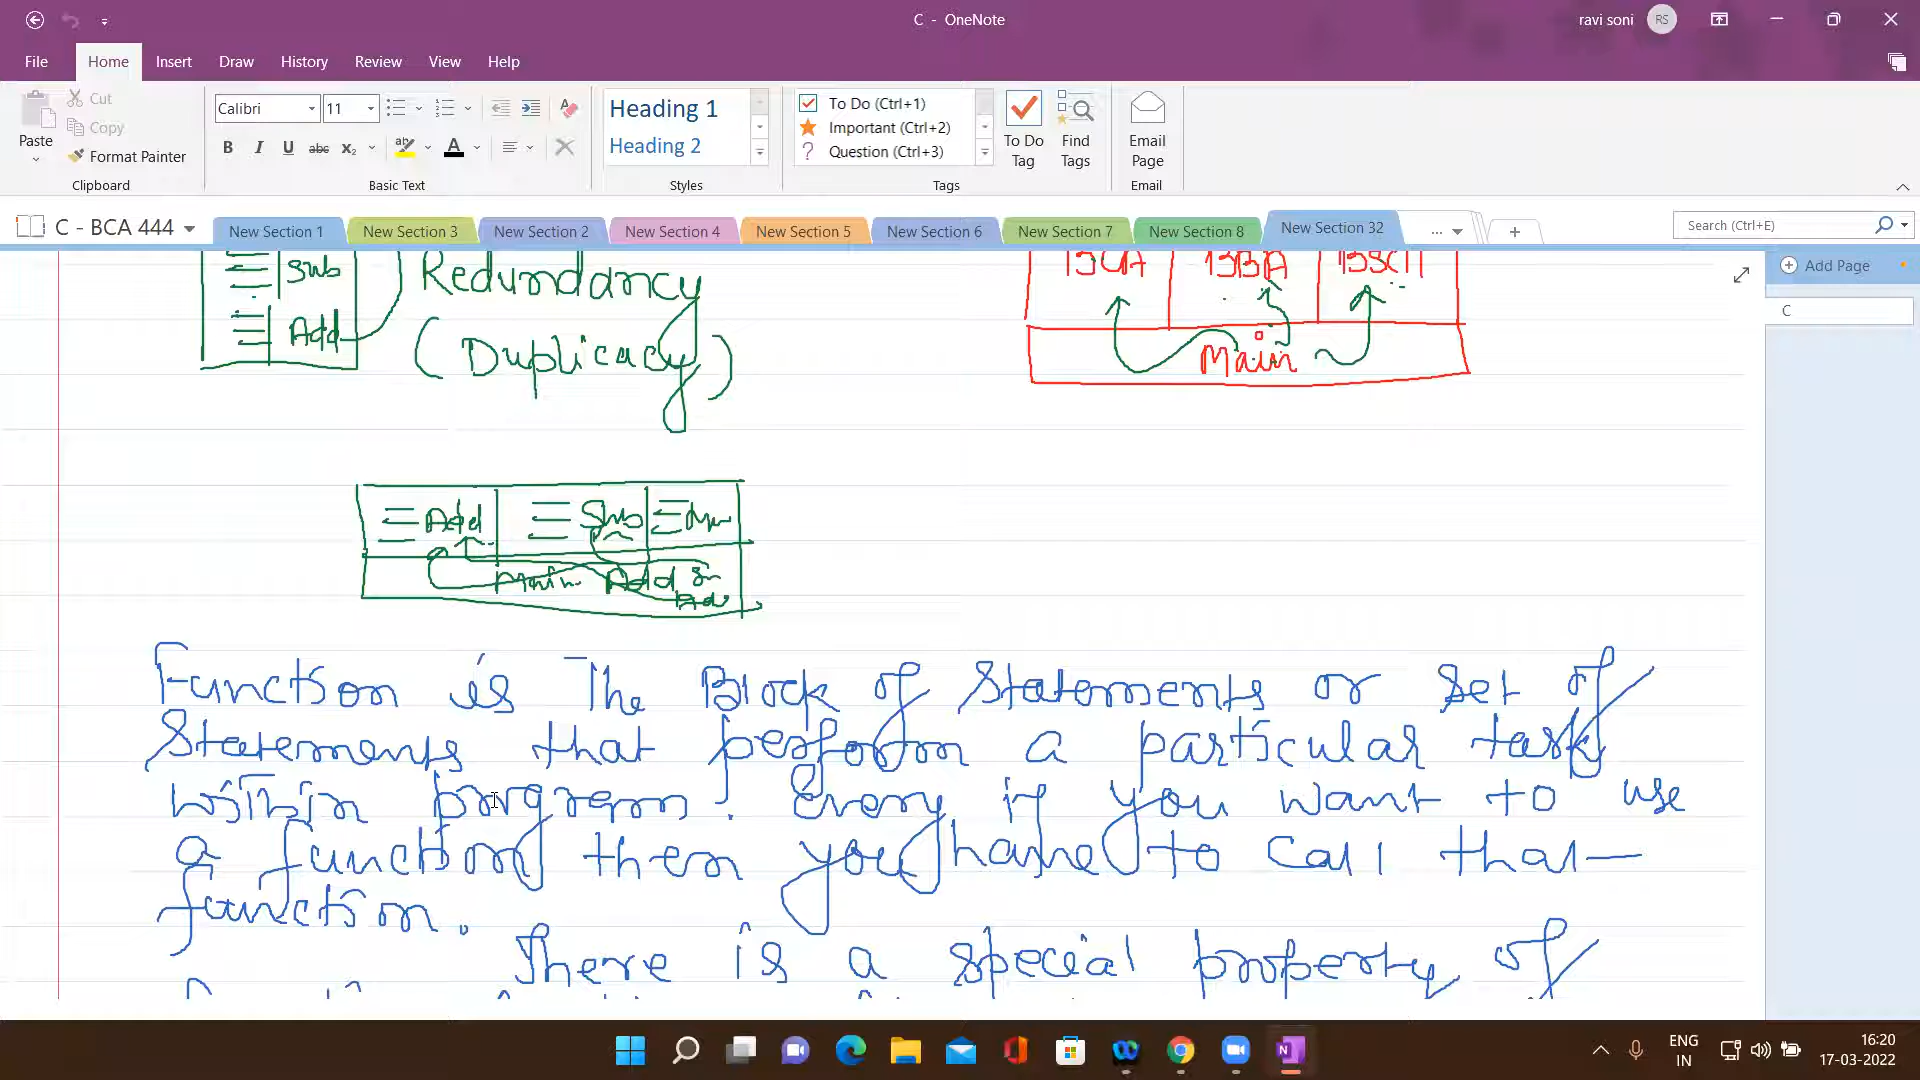 C - OneNote
ravi soni RS
File Home Insert Draw History Review View Help
Paste
Cut
Copy
Format Painter
Clipboard
Calibri 11
B I U abc X₂ A
Basic Text
Heading 1
Heading 2
Styles
To Do (Ctrl+1)
Important (Ctrl+2)
Question (Ctrl+3)
To Do Tag
Find Tags
Tags
Email Page
Email
C - BCA 444
New Section 1 New Section 3 New Section 2 New Section 4 New Section 5 New Section 6 New Section 7 New Section 8 New Section 32 ... +
Search (Ctrl+E)
Add Page
C
Sub Redundancy
Add (Duplicacy)
BCA BBA
Main
Add Sub
Main Add
Function is The Block of Statements or set of
Statements that perform a particular task
within program. Every if you want to use
a function then you have to call that
function.
There is a special property of
ENG
IN
16:20
17-03-2022